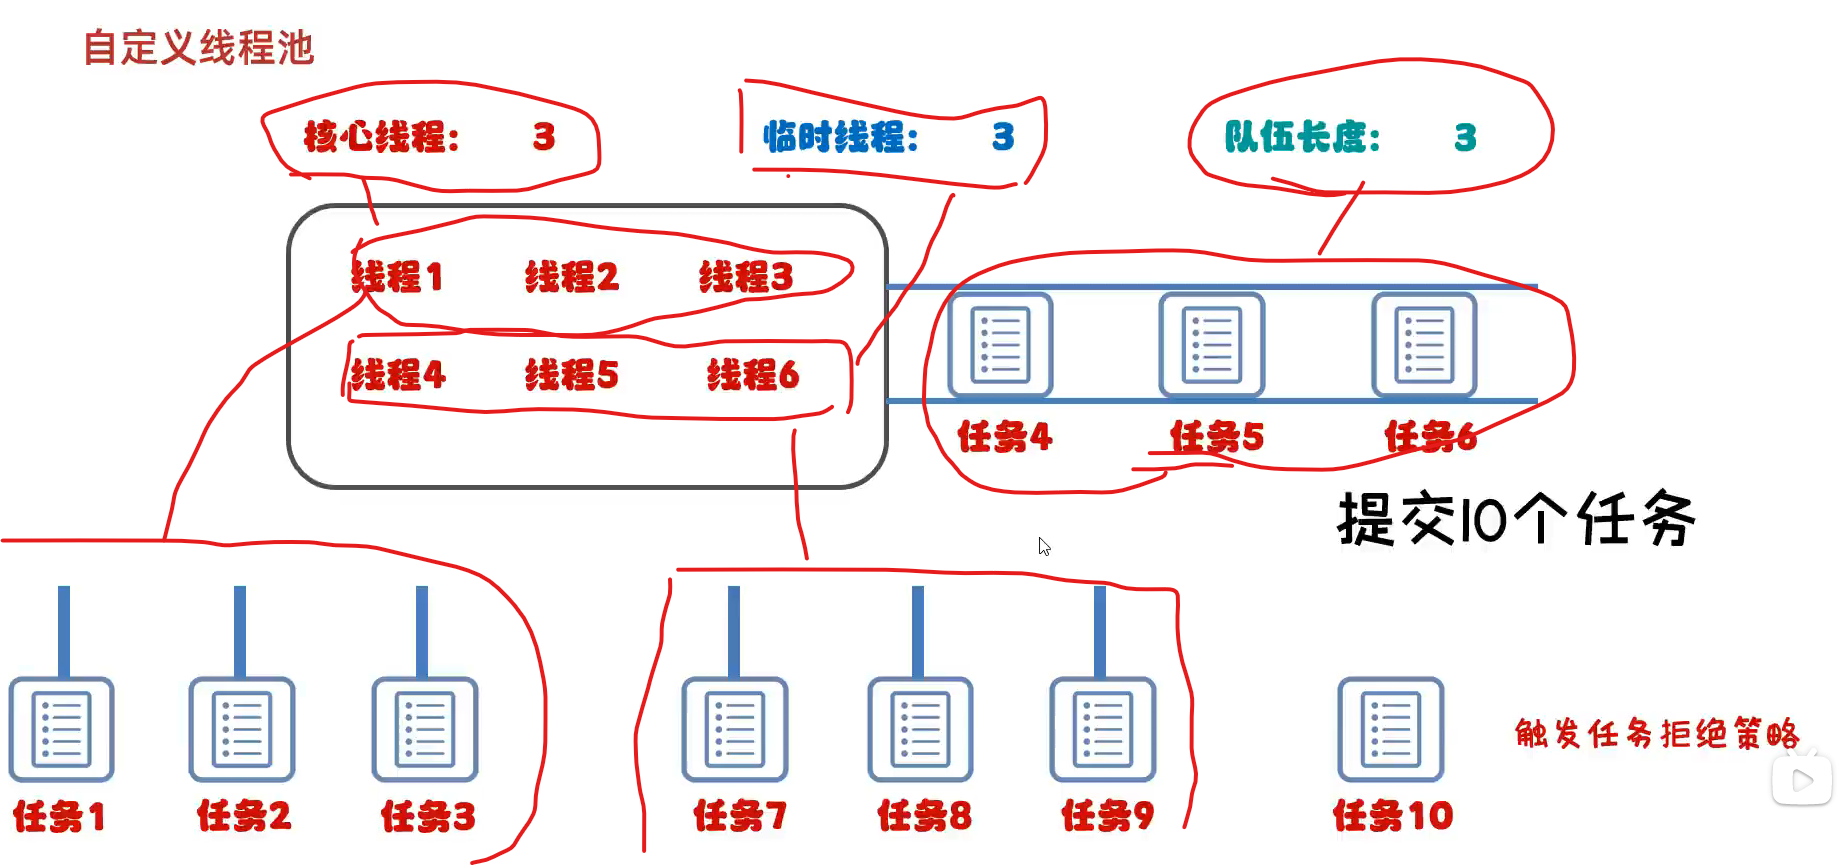 自定义线程池
核心线程： 3
临时线程： 3
队伍长度： 3
线程1 线程2 线程3
线程4 线程5 线程6
任务4 任务5 任务6
提交10个任务
触发任务拒绝策略
任务1 任务2 任务3 任务7 任务8 任务9 任务10